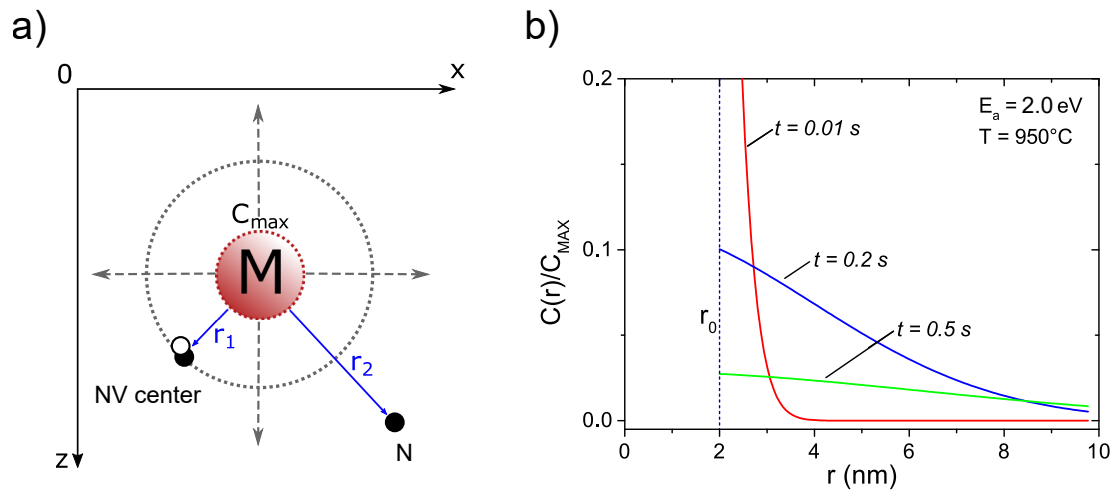 a)
0
x
C_max
M
r_1
r_2
NV center
N
z
b)
0.2
0.1
0.0
C(r)/C_MAX
E_a = 2.0 eV
T = 950°C
t = 0.01 s
t = 0.2 s
t = 0.5 s
r_0
0 2 4 6 8 10
r (nm)